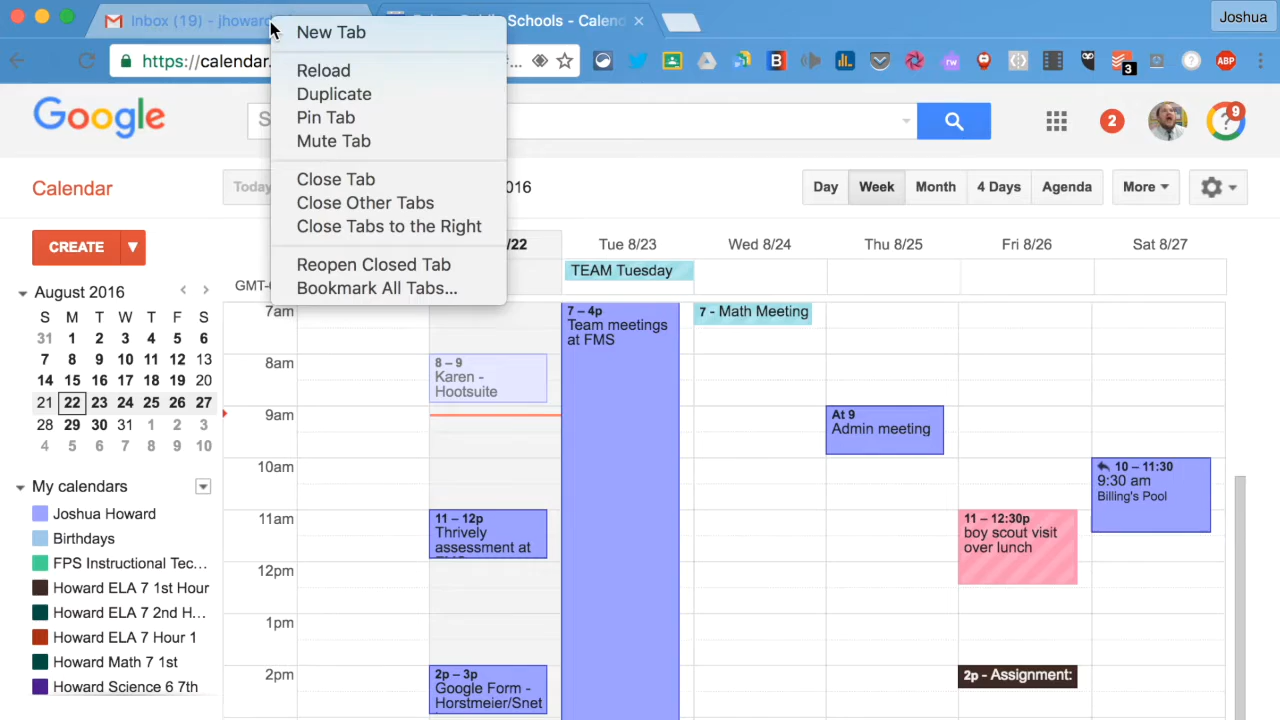 Inbox (19) - jhoward
Schools - Calend
Joshua
New Tab
https://calendar.
...
B
rw
3
ABP
Reload
Duplicate
Pin Tab
Mute Tab
Close Tab
Close Other Tabs
Close Tabs to the Right
Reopen Closed Tab
Bookmark All Tabs...
Google
S
2
9
Calendar
Today
2016
Day
Week
Month
4 Days
Agenda
More
CREATE
/22
Tue 8/23
Wed 8/24
Thu 8/25
Fri 8/26
Sat 8/27
TEAM Tuesday
August 2016
S M T W T F S
31 1 2 3 4 5 6
7 8 9 10 11 12 13
14 15 16 17 18 19 20
21 22 23 24 25 26 27
28 29 30 31 1 2 3
4 5 6 7 8 9 10
My calendars
Joshua Howard
Birthdays
FPS Instructional Tec...
Howard ELA 7 1st Hour
Howard ELA 7 2nd H...
Howard ELA 7 Hour 1
Howard Math 7 1st
Howard Science 6 7th
GMT-
7am
8am
9am
10am
11am
12pm
1pm
2pm
8 – 9
Karen -
Hootsuite
11 – 12p
Thrively
assessment at
2p – 3p
Google Form -
Horstmeier/Snet
7 – 4p
Team meetings
at FMS
7 - Math Meeting
At 9
Admin meeting
11 – 12:30p
boy scout visit
over lunch
2p - Assignment:
10 – 11:30
9:30 am
Billing's Pool